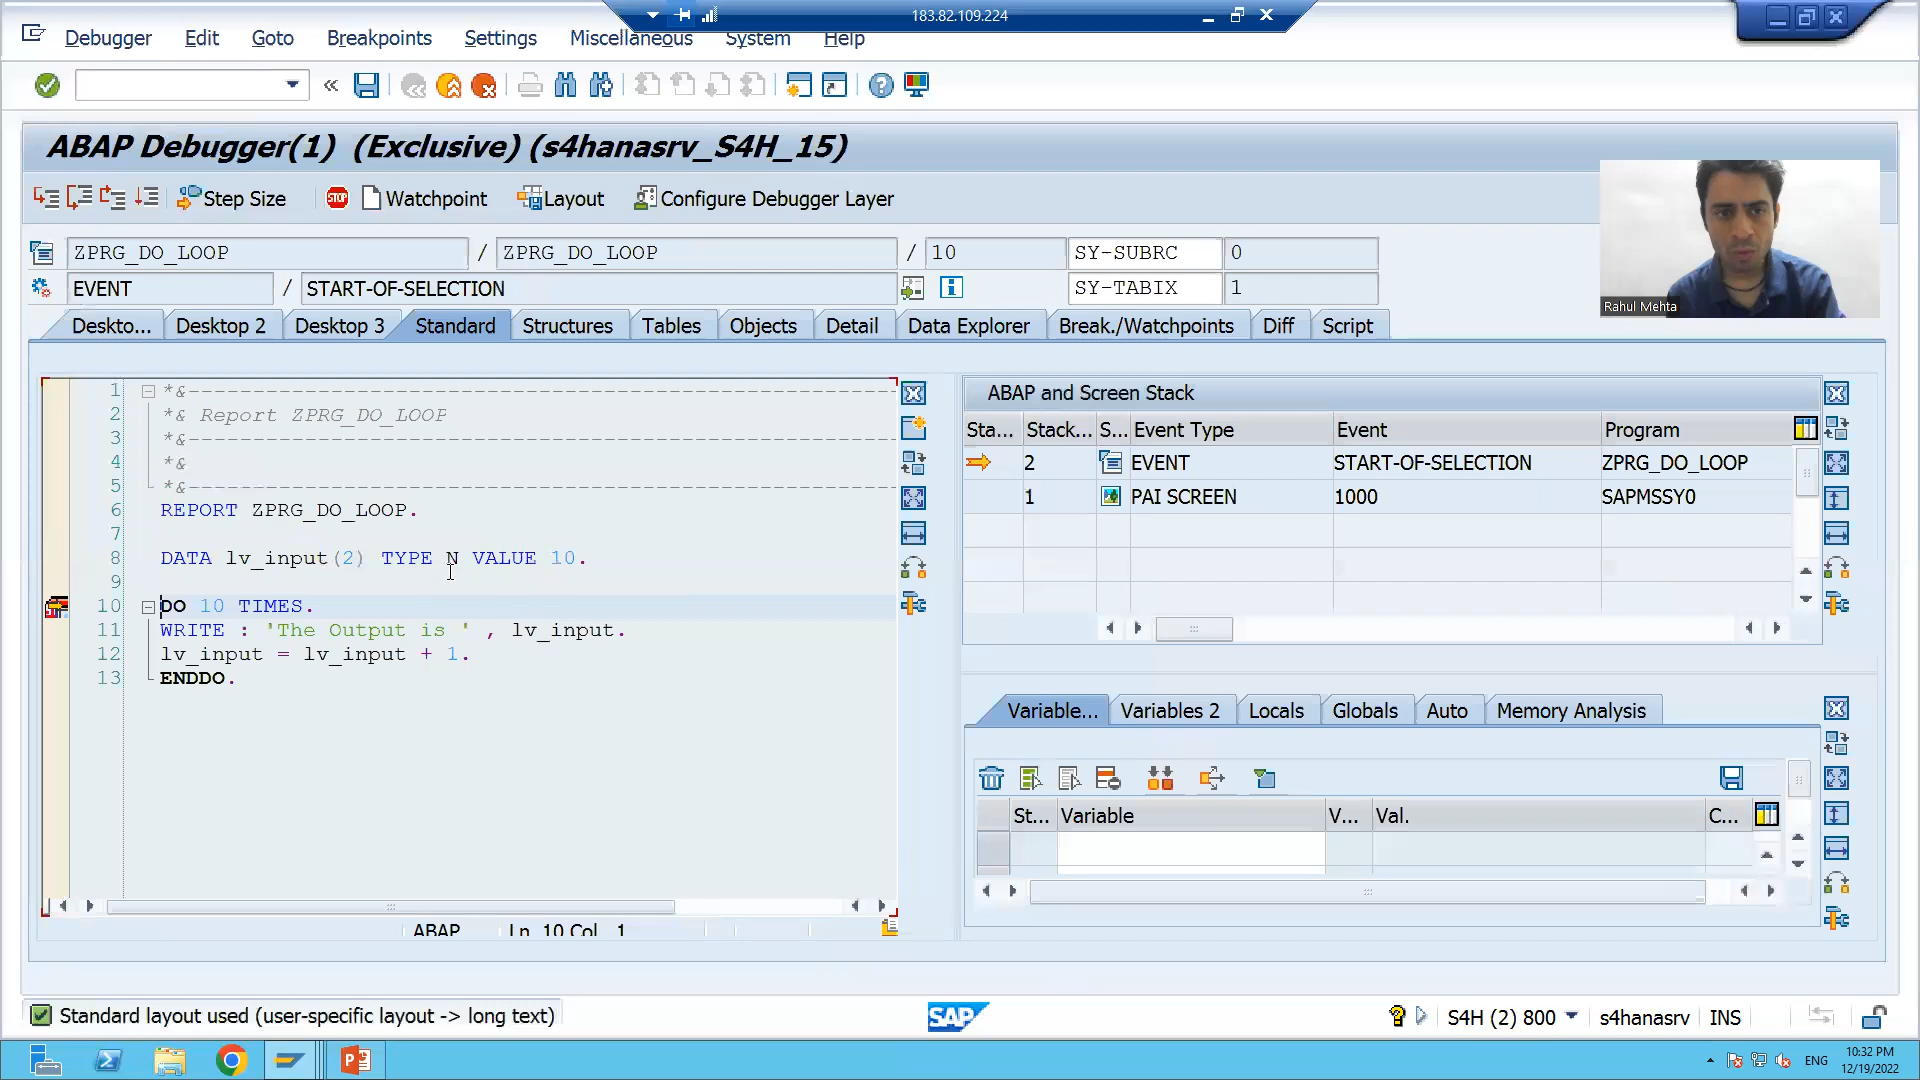 183.82.109.224
Debugger Edit Goto Breakpoints Settings Miscellaneous System Help
ABAP Debugger(1) (Exclusive) (s4hanasrv_S4H_15)
Step Size STOP Watchpoint Layout Configure Debugger Layer
ZPRG_DO_LOOP / ZPRG_DO_LOOP / 10 SY-SUBRC 0
EVENT / START-OF-SELECTION SY-TABIX 1
Rahul Mehta
Deskto... Desktop 2 Desktop 3 Standard Structures Tables Objects Detail Data Explorer Break./Watchpoints Diff Script
1 *&---------------------------------------------------------------------
2 *& Report ZPRG_DO_LOOP
3 *&---------------------------------------------------------------------
4 *&
5 *&---------------------------------------------------------------------
6 REPORT ZPRG_DO_LOOP.
7
8 DATA lv_input(2) TYPE N VALUE 10.
9
10 DO 10 TIMES.
11 WRITE : 'The Output is ' , lv_input.
12 lv_input = lv_input + 1.
13 ENDDO.
ABAP Ln 10 Col 1
ABAP and Screen Stack
Sta... Stack... S... Event Type Event Program
2 EVENT START-OF-SELECTION ZPRG_DO_LOOP
1 PAI SCREEN 1000 SAPMSSY0
Variable... Variables 2 Locals Globals Auto Memory Analysis
St... Variable V... Val. C...
Standard layout used (user-specific layout -> long text)
SAP
S4H (2) 800 s4hanasrv INS
ENG
10:32 PM
12/19/2022